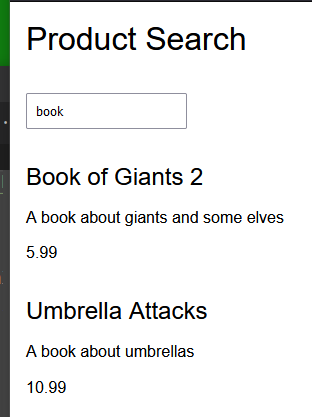 Product Search
book
Book of Giants 2
A book about giants and some elves
5.99
Umbrella Attacks
A book about umbrellas
10.99